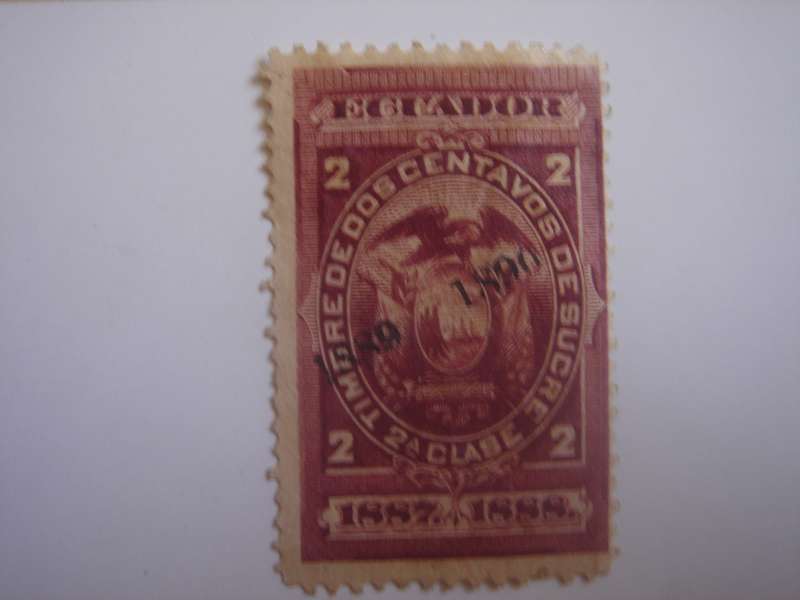 ECUADOR
2 2
TIMBRE DE DOS CENTAVOS DE SUCRE
1889 1890
2 2
2A CLASE
1887. 1888.